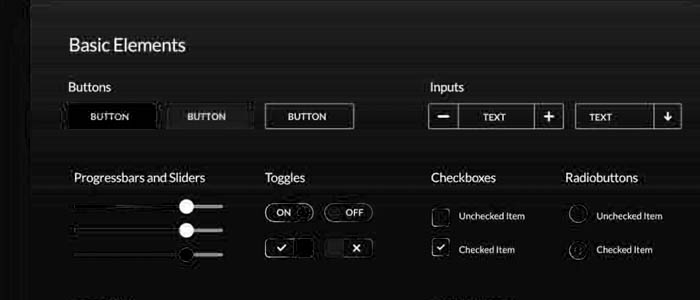 Basic Elements
Buttons
Inputs
BUTTON
BUTTON
BUTTON
TEXT
TEXT
Progressbars and Sliders
Toggles
Checkboxes
Radiobuttons
ON
OFF
Unchecked Item
Unchecked Item
Checked Item
Checked Item